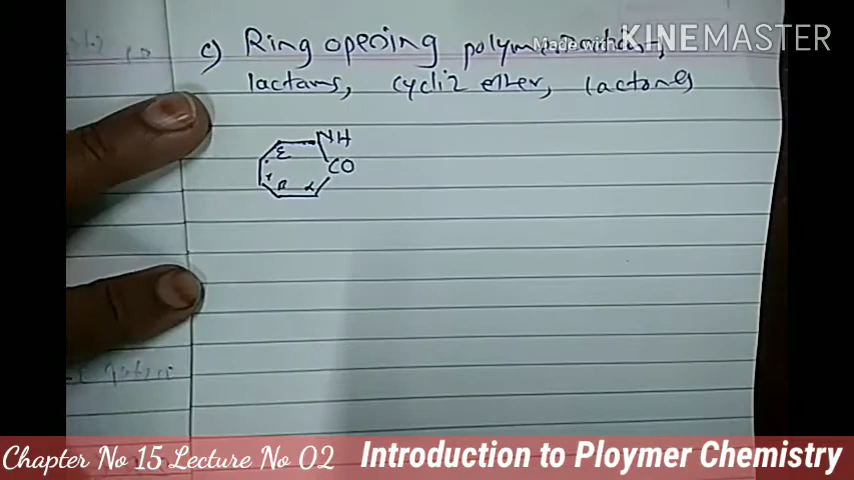 c) Ring opening polymerization,
lactams, cyclic ether, lactones
NH
ε
CO
γ
β α
Made with KINEMASTER
Chapter No 15 Lecture No 02 Introduction to Ploymer Chemistry